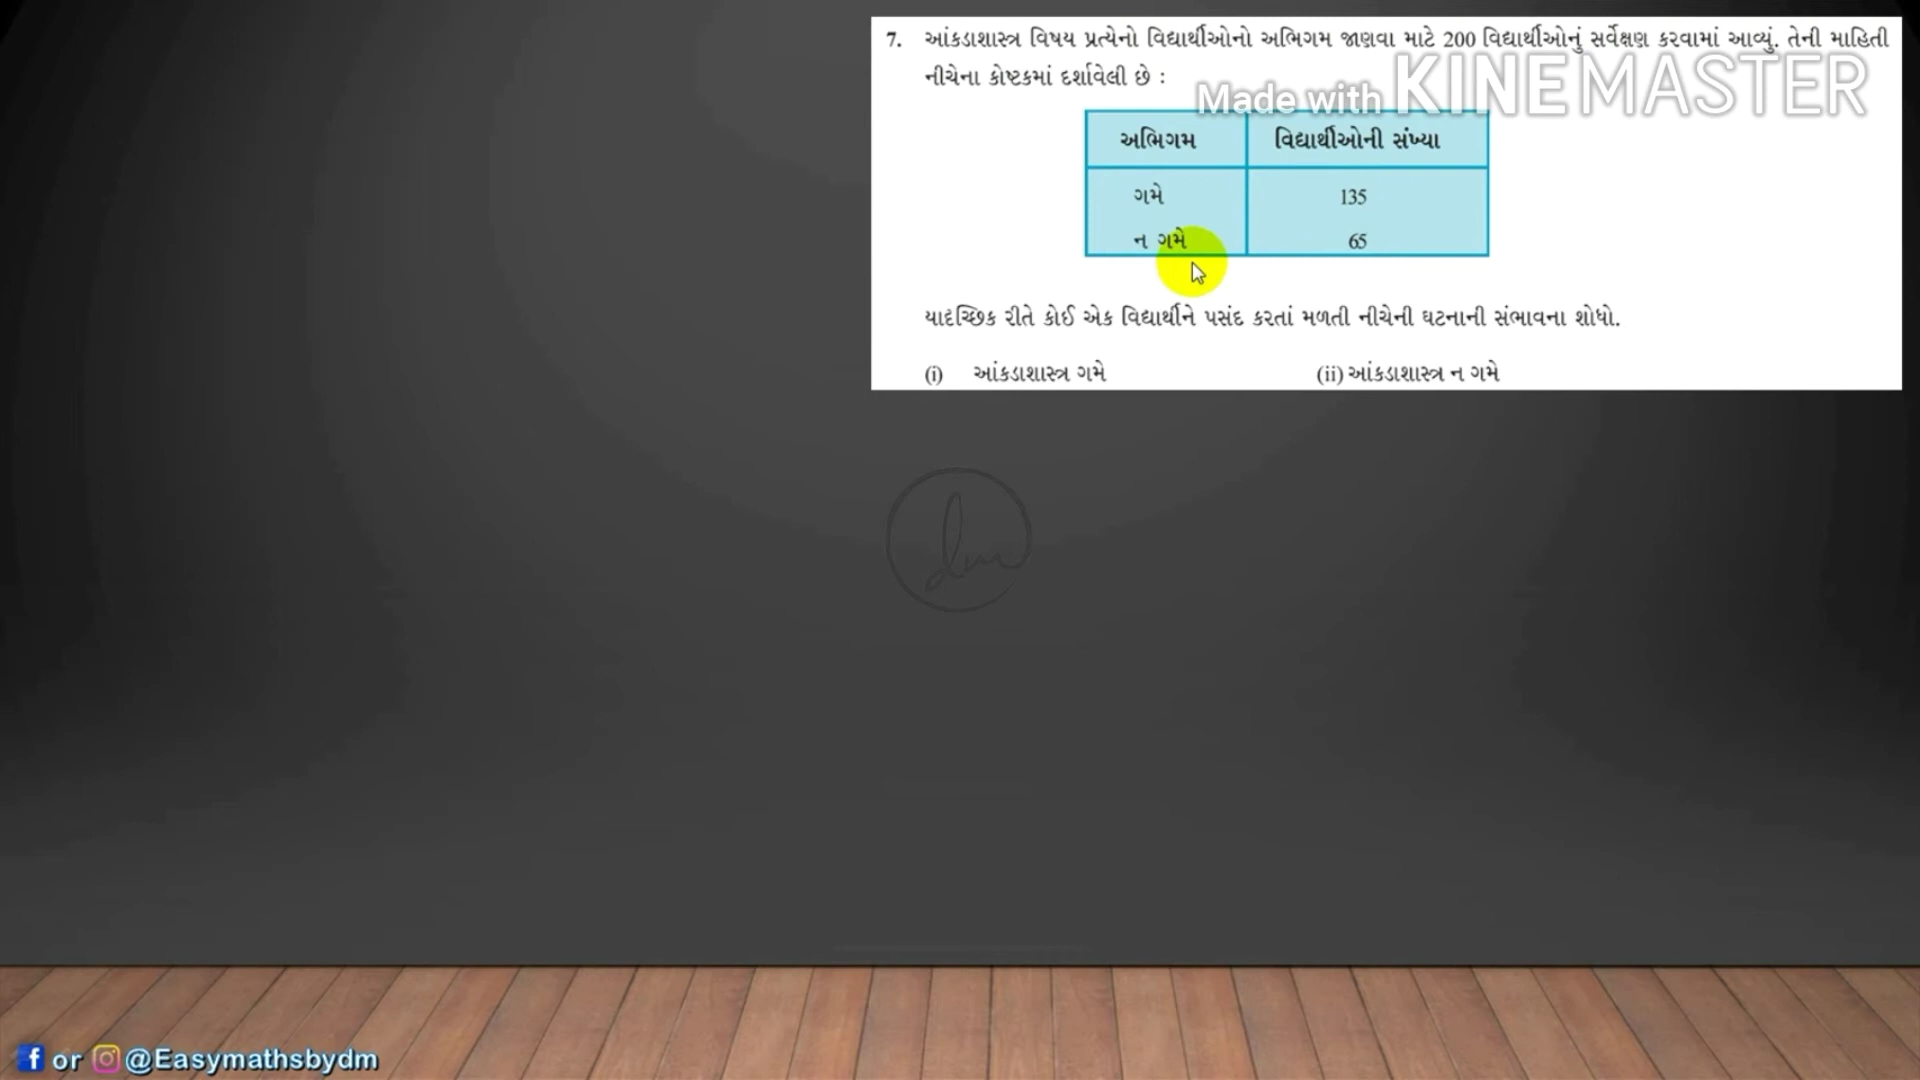 7. આંકડાશાસ્ત્ર વિષય પ્રત્યેનો વિદ્યાર્થીઓનો અભિગમ જાણવા માટે 200 વિદ્યાર્થીઓનું સર્વેક્ષણ કરવામાં આવ્યું. તેની માહિતી
નીચેના કોષ્ટકમાં દર્શાવેલી છે :
Made with KINEMASTER
અભિગમ વિદ્યાર્થીઓની સંખ્યા
ગમે 135
ન ગમે 65
યાદચ્છિક રીતે કોઈ એક વિદ્યાર્થીને પસંદ કરતાં મળતી નીચેની ઘટનાની સંભાવના શોધો.
(i) આંકડાશાસ્ત્ર ગમે (ii) આંકડાશાસ્ત્ર ન ગમે
dm
f or @Easymathsbydm